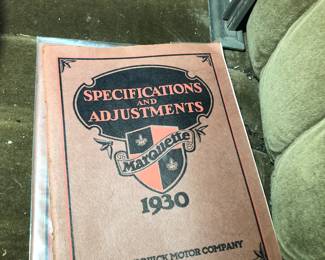 SPECIFICATIONS
AND
ADJUSTMENTS
Marquette
1930
BUICK MOTOR COMPANY